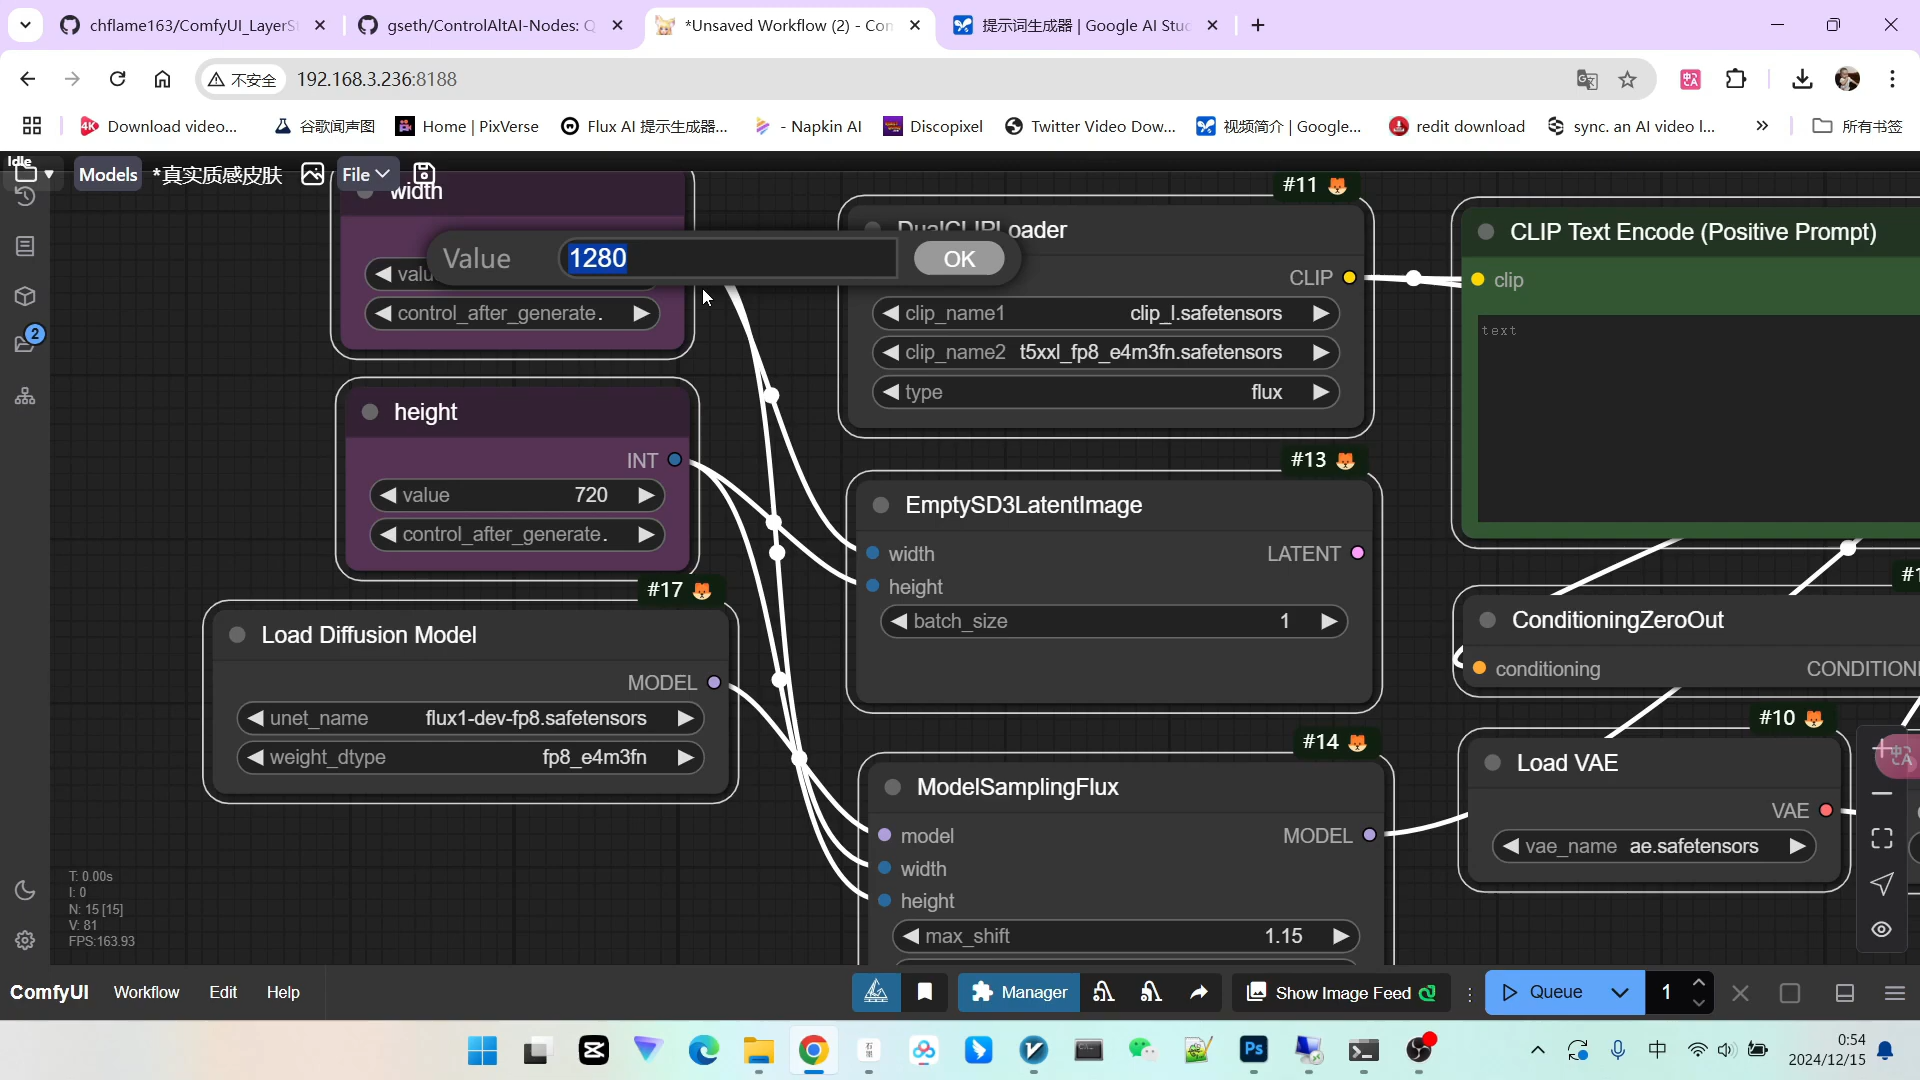 chflame163/ComfyUI_LayerSt
gseth/ControlAltAI-Nodes: Q
*Unsaved Workflow (2) - Con
提示词生成器 | Google AI Stud
不安全
192.168.3.236:8188
Download video...
谷歌闻声图
Home | PixVerse
Flux AI 提示生成器...
- Napkin AI
Discopixel
Twitter Video Dow...
视频简介 | Google...
redit download
sync. an AI video l...
所有书签
Idle
Models
*真实质感皮肤
File
width
Value
1280
OK
valu
control_after_generate.
height
INT
value 720
control_after_generate.
#17
Load Diffusion Model
MODEL
unet_name flux1-dev-fp8.safetensors
weight_dtype fp8_e4m3fn
#11
DualCLIPLoader
CLIP
clip_name1 clip_l.safetensors
clip_name2 t5xxl_fp8_e4m3fn.safetensors
type flux
#13
EmptySD3LatentImage
width LATENT
height
batch_size 1
#14
ModelSamplingFlux
model MODEL
width
height
max_shift 1.15
CLIP Text Encode (Positive Prompt)
clip
text
#1
ConditioningZeroOut
conditioning CONDITIONI
#10
Load VAE
VAE
vae_name ae.safetensors
2
T: 0.00s
I: 0
N: 15 [15]
V: 81
FPS:163.93
ComfyUI Workflow Edit Help
Manager
Show Image Feed
Queue
1
中
0:54
2024/12/15